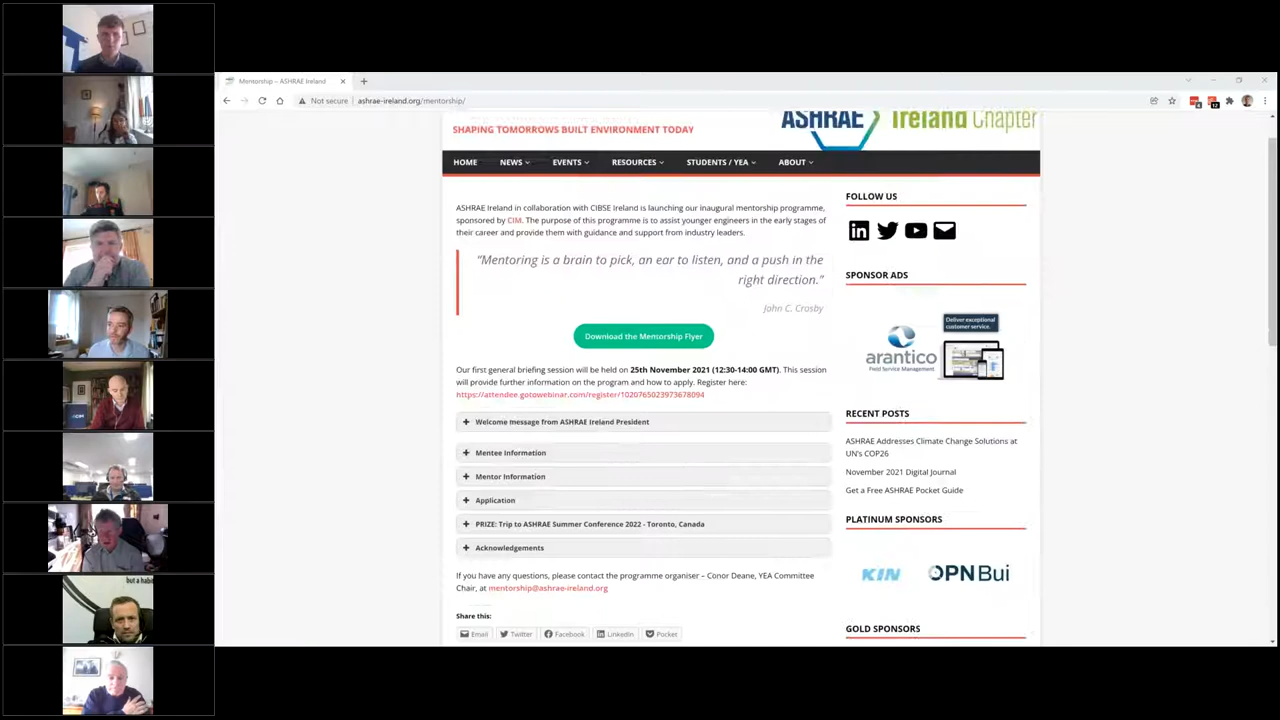 Mentorship – ASHRAE Ireland
Not secure
ashrae-ireland.org/mentorship/
SHAPING TOMORROWS BUILT ENVIRONMENT TODAY
ASHRAE
Ireland Chapter
HOME
NEWS
EVENTS
RESOURCES
STUDENTS / YEA
ABOUT
ASHRAE Ireland in collaboration with CIBSE Ireland is launching our inaugural mentorship programme,
sponsored by CIM. The purpose of this programme is to assist younger engineers in the early stages of
their career and provide them with guidance and support from industry leaders.
“Mentoring is a brain to pick, an ear to listen, and a push in the
right direction.”
John C. Crosby
Download the Mentorship Flyer
Our first general briefing session will be held on 25th November 2021 (12:30-14:00 GMT). This session
will provide further information on the program and how to apply. Register here:
https://attendee.gotowebinar.com/register/1020765023973678094
Welcome message from ASHRAE Ireland President
Mentee Information
Mentor Information
Application
PRIZE: Trip to ASHRAE Summer Conference 2022 - Toronto, Canada
Acknowledgements
If you have any questions, please contact the programme organiser – Conor Deane, YEA Committee
Chair, at mentorship@ashrae-ireland.org
Share this:
Email
Twitter
Facebook
LinkedIn
Pocket
FOLLOW US
SPONSOR ADS
Deliver exceptional
customer service.
arantico
Field Service Management
RECENT POSTS
ASHRAE Addresses Climate Change Solutions at
UN's COP26
November 2021 Digital Journal
Get a Free ASHRAE Pocket Guide
PLATINUM SPONSORS
KIN
OPNBui
GOLD SPONSORS
CIM
but a habit